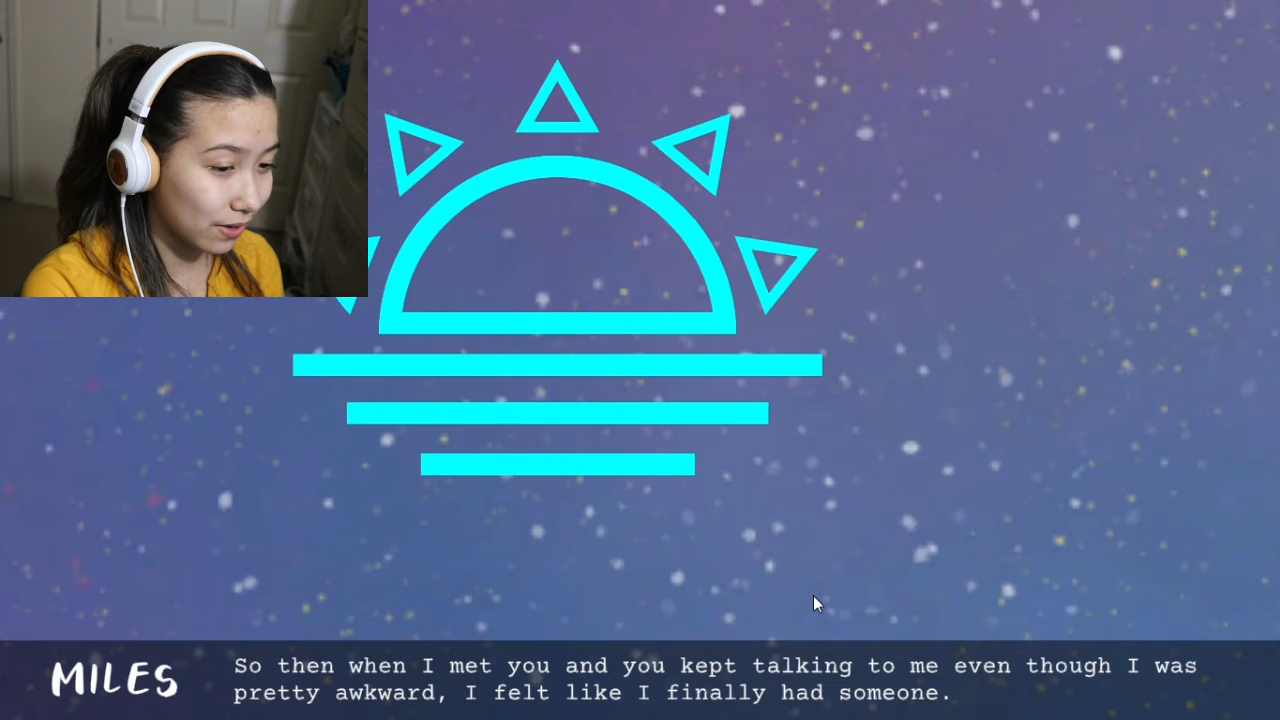 MILES
So then when I met you and you kept talking to me even though I was
pretty awkward, I felt like I finally had someone.